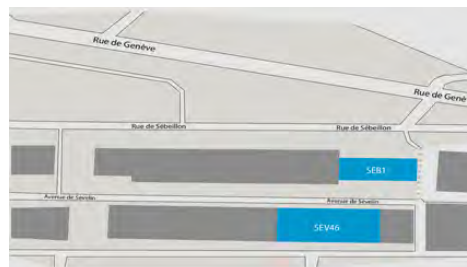 Rue de Genève
Rue de Genè
Rue de Sébeillon
Rue de Sébeillon
SEB1
Avenue de Sévelin
Avenue de Sévelin
SEV46